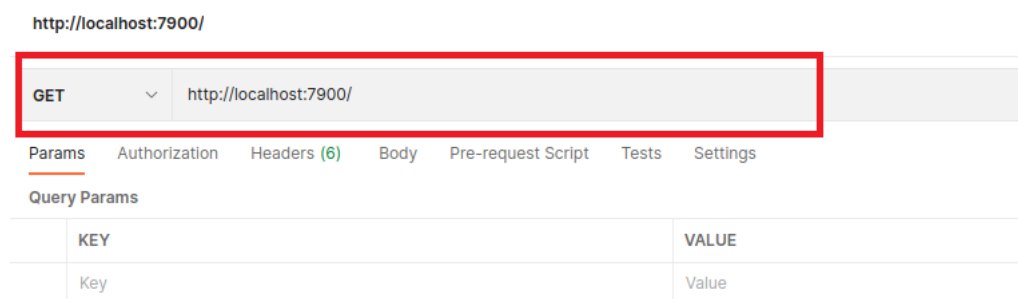 http://localhost:7900/
GET http://localhost:7900/
Params Authorization Headers (6) Body Pre-request Script Tests Settings
Query Params
KEY VALUE
Key Value